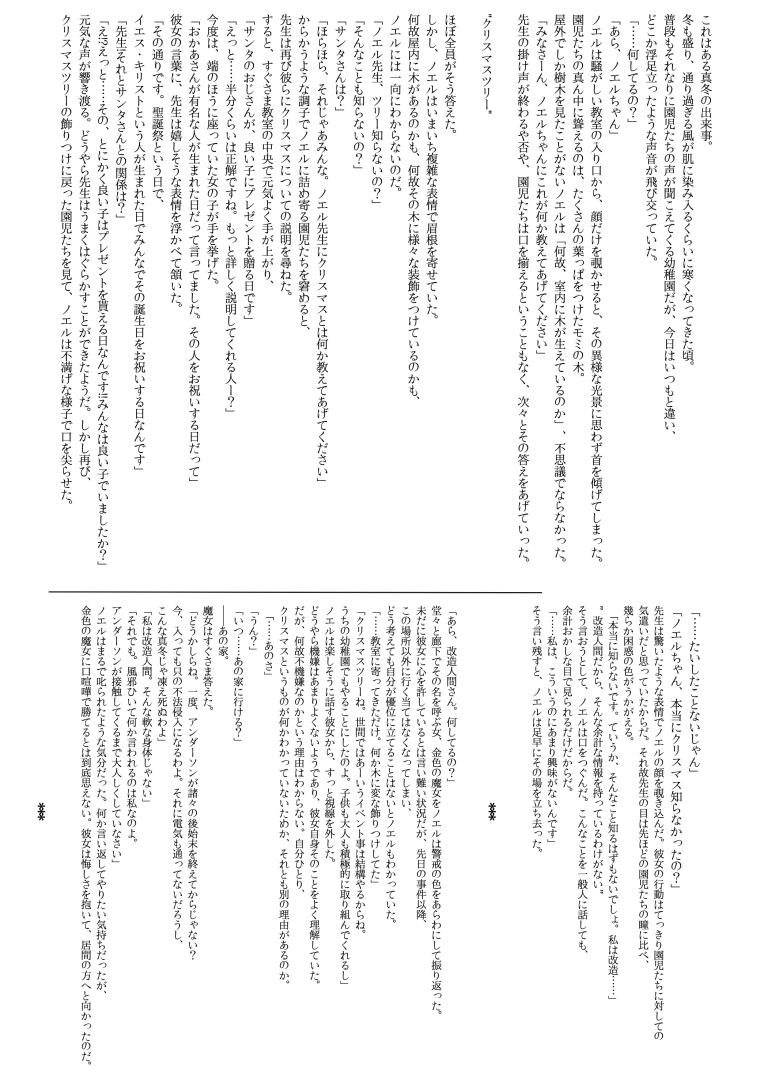 これはある真冬の出来事。
冬も盛り、通り過ぎる風が肌に染み入るくらいに寒くなってきた頃。
普段もそれなりに園児たちの声が聞こえてくる幼稚園だが、今日はいつもと違い、
どこか浮足立ったような声音が飛び交っていた。
「……何してるの？」
「あら、ノエルちゃん」
ノエルは騒がしい教室の入り口から、顔だけを覗かせると、その異様な光景に思わず首を傾げてしまった。
園児たちの真ん中に聳えるのは、たくさんの葉っぱをつけたモミの木。
屋外でしか樹木を見たことがないノエルは「何故、室内に木が生えているのか」、不思議でならなかった。
「みなさーん、ノエルちゃんにこれが何か教えてあげてください」
先生の掛け声が終わるや否や、園児たちは口を揃えるということもなく、次々とその答えをあげていった。
〝クリスマスツリー〟
ほぼ全員がそう答えた。
しかし、ノエルはいまいち複雑な表情で眉根を寄せていた。
何故屋内に木があるのかも、何故その木に様々な装飾をつけているのかも、
ノエルには一向にわからないのだ。
「ノエル先生、ツリー知らないの？」
「そんなことも知らないの？」
「サンタさんは？」
「ほらほら、それじゃあみんな。ノエル先生にクリスマスとは何か教えてあげてください」
からかうような調子でノエルに詰め寄る園児たちを窘めると、
先生は再び彼らにクリスマスについての説明を尋ねた。
すると、すぐさま教室の中央で元気よく手が上がり、
「サンタのおじさんが、良い子にプレゼントを贈る日です」
「えっと……半分くらいは正解ですね。もっと詳しく説明してくれる人ー？」
今度は、端のほうに座っていた女の子が手を挙げた。
「おかあさんが有名な人が生まれた日だって言ってました。その人をお祝いする日だって」
彼女の言葉に、先生は嬉しそうな表情を浮かべて頷いた。
「その通りです。聖誕祭という日で、
イエス・キリストという人が生まれた日でみんなでその誕生日をお祝いする日なんです」
「先生!それとサンタさんとの関係は？」
「え!?えっと……その、とにかく良い子はプレゼントを貰える日なんです!!みんなは良い子でいましたか？」
元気な声が響き渡る。どうやら先生はうまくはぐらかすことができたようだ。しかし再び、
クリスマスツリーの飾りつけに戻った園児たちを見て、ノエルは不満げな様子で口を尖らせた。
「……たいしたことないじゃん」
「ノエルちゃん、本当にクリスマス知らなかったの？」
先生は驚いたような表情でノエルの顔を覗き込んだ。彼女の行動はてっきり園児たちに対しての
気遣いだと思っていたからだ。それ故先生の目は先ほどの園児たちの瞳に比べ、
幾らか困惑の色がうかがえる。
「本当に知らないです。ていうか、そんなこと知るはずもないでしょ。私は改造……」
〝改造人間だから、そんな余計な情報を持っているわけがない〟
そう言おうとして、ノエルは口をつぐんだ。こんなことを一般人に話しても、
余計おかしな目で見られるだけだからだ。
「……私は、こういうのにあまり興味がないんです」
そう言い残すと、ノエルは足早にその場を立ち去った。
***
「あら、改造人間さん。何してるの？」
堂々と廊下でその名を呼ぶ女、金色の魔女をノエルは警戒の色をあらわにして振り返った。
未だに彼女に心を許しているとは言い難い状況だが、先日の事件以降、
この場所以外に行く当てはなくなってしまい、
どう考えても自分が優位に立てることはないとノエルもわかっていた。
「……教室に寄ってきただけ。何か木に変な飾りつけしてた」
「クリスマスツリーね。世間ではあーいうイベント事は結構やるからね。
うちの幼稚園でもやることにしたのよ。子供も大人も積極的に取り組んでくれるし」
ノエルは楽しそうに話す彼女から、すっと視線を外した。
どうやら機嫌はあまりよくないようであり、彼女自身そのことをよく理解していた。
だが、何故不機嫌なのかという理由はわからない。自分ひとり、
クリスマスというものが何かわかっていないためか、それとも別の理由があるのか。
「……あのさ」
「うん？」
「いつ……あの家に行ける？」
――あの家。
魔女はすぐさま答えた。
「どうかしらね。一度、アンダーソンが諸々の後始末を終えてからじゃない？
今、入っても只の不法侵入になるわよ。それに電気も通ってないだろうし、
こんな真冬じゃ凍え死ぬわよ」
「私は改造人間。そんな軟な身体じゃない」
「それでも、風邪ひいて何か言われるのは私なのよ。
アンダーソンが接触してくるまで大人しくしていなさい」
ノエルはまるで叱られたような気分だった。何か言い返してやりたい気持ちだったが、
金色の魔女に口喧嘩で勝てるとは到底思えない。彼女は悔しさを抱いて、居間の方へと向かったのだ。
***